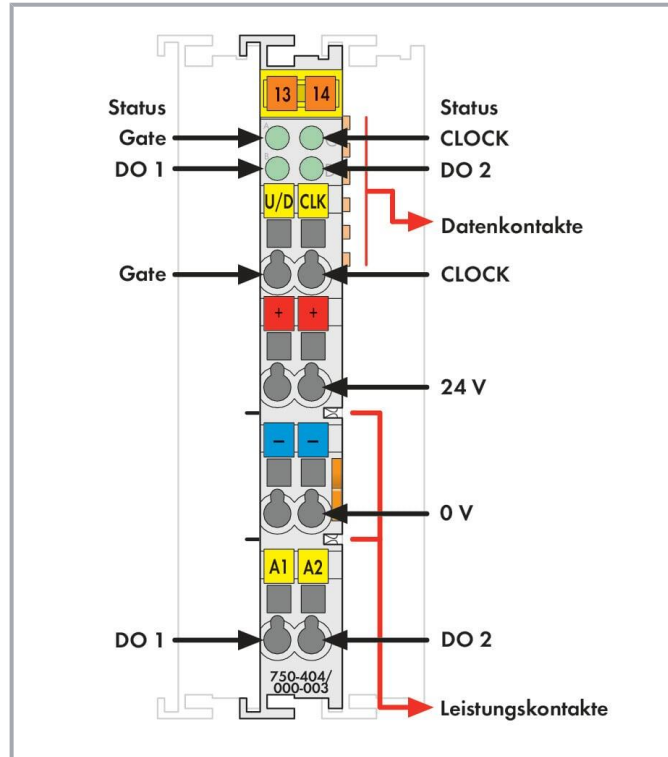 13 14
Status
Status
Gate
CLOCK
DO 1
DO 2
U/D CLK
Datenkontakte
Gate
CLOCK
+ +
24 V
– –
0 V
A1 A2
DO 1
DO 2
750-404/
000-003
Leistungskontakte